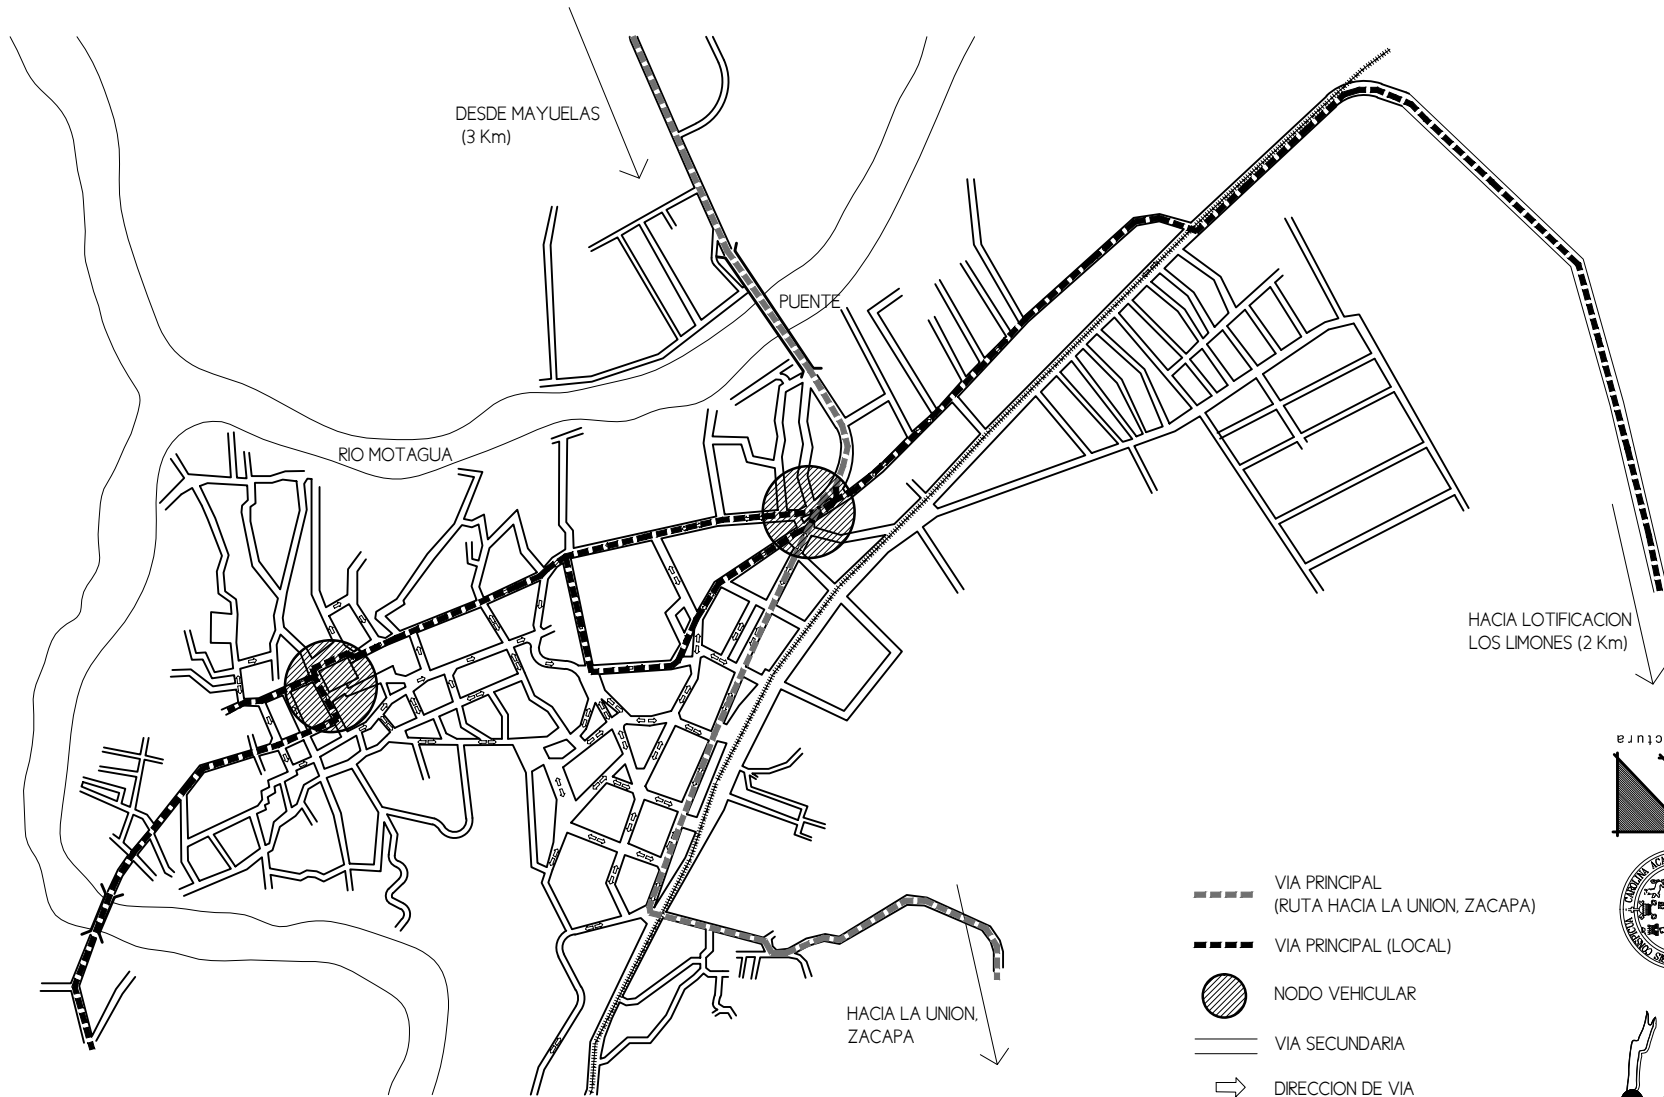 DESDE MAYUELAS
(3 Km)
PUENTE
RIO MOTAGUA
HACIA LOTIFICACION
LOS LIMONES (2 Km)
HACIA LA UNION,
ZACAPA
VIA PRINCIPAL
(RUTA HACIA LA UNION, ZACAPA)
VIA PRINCIPAL (LOCAL)
NODO VEHICULAR
VIA SECUNDARIA
DIRECCION DE VIA